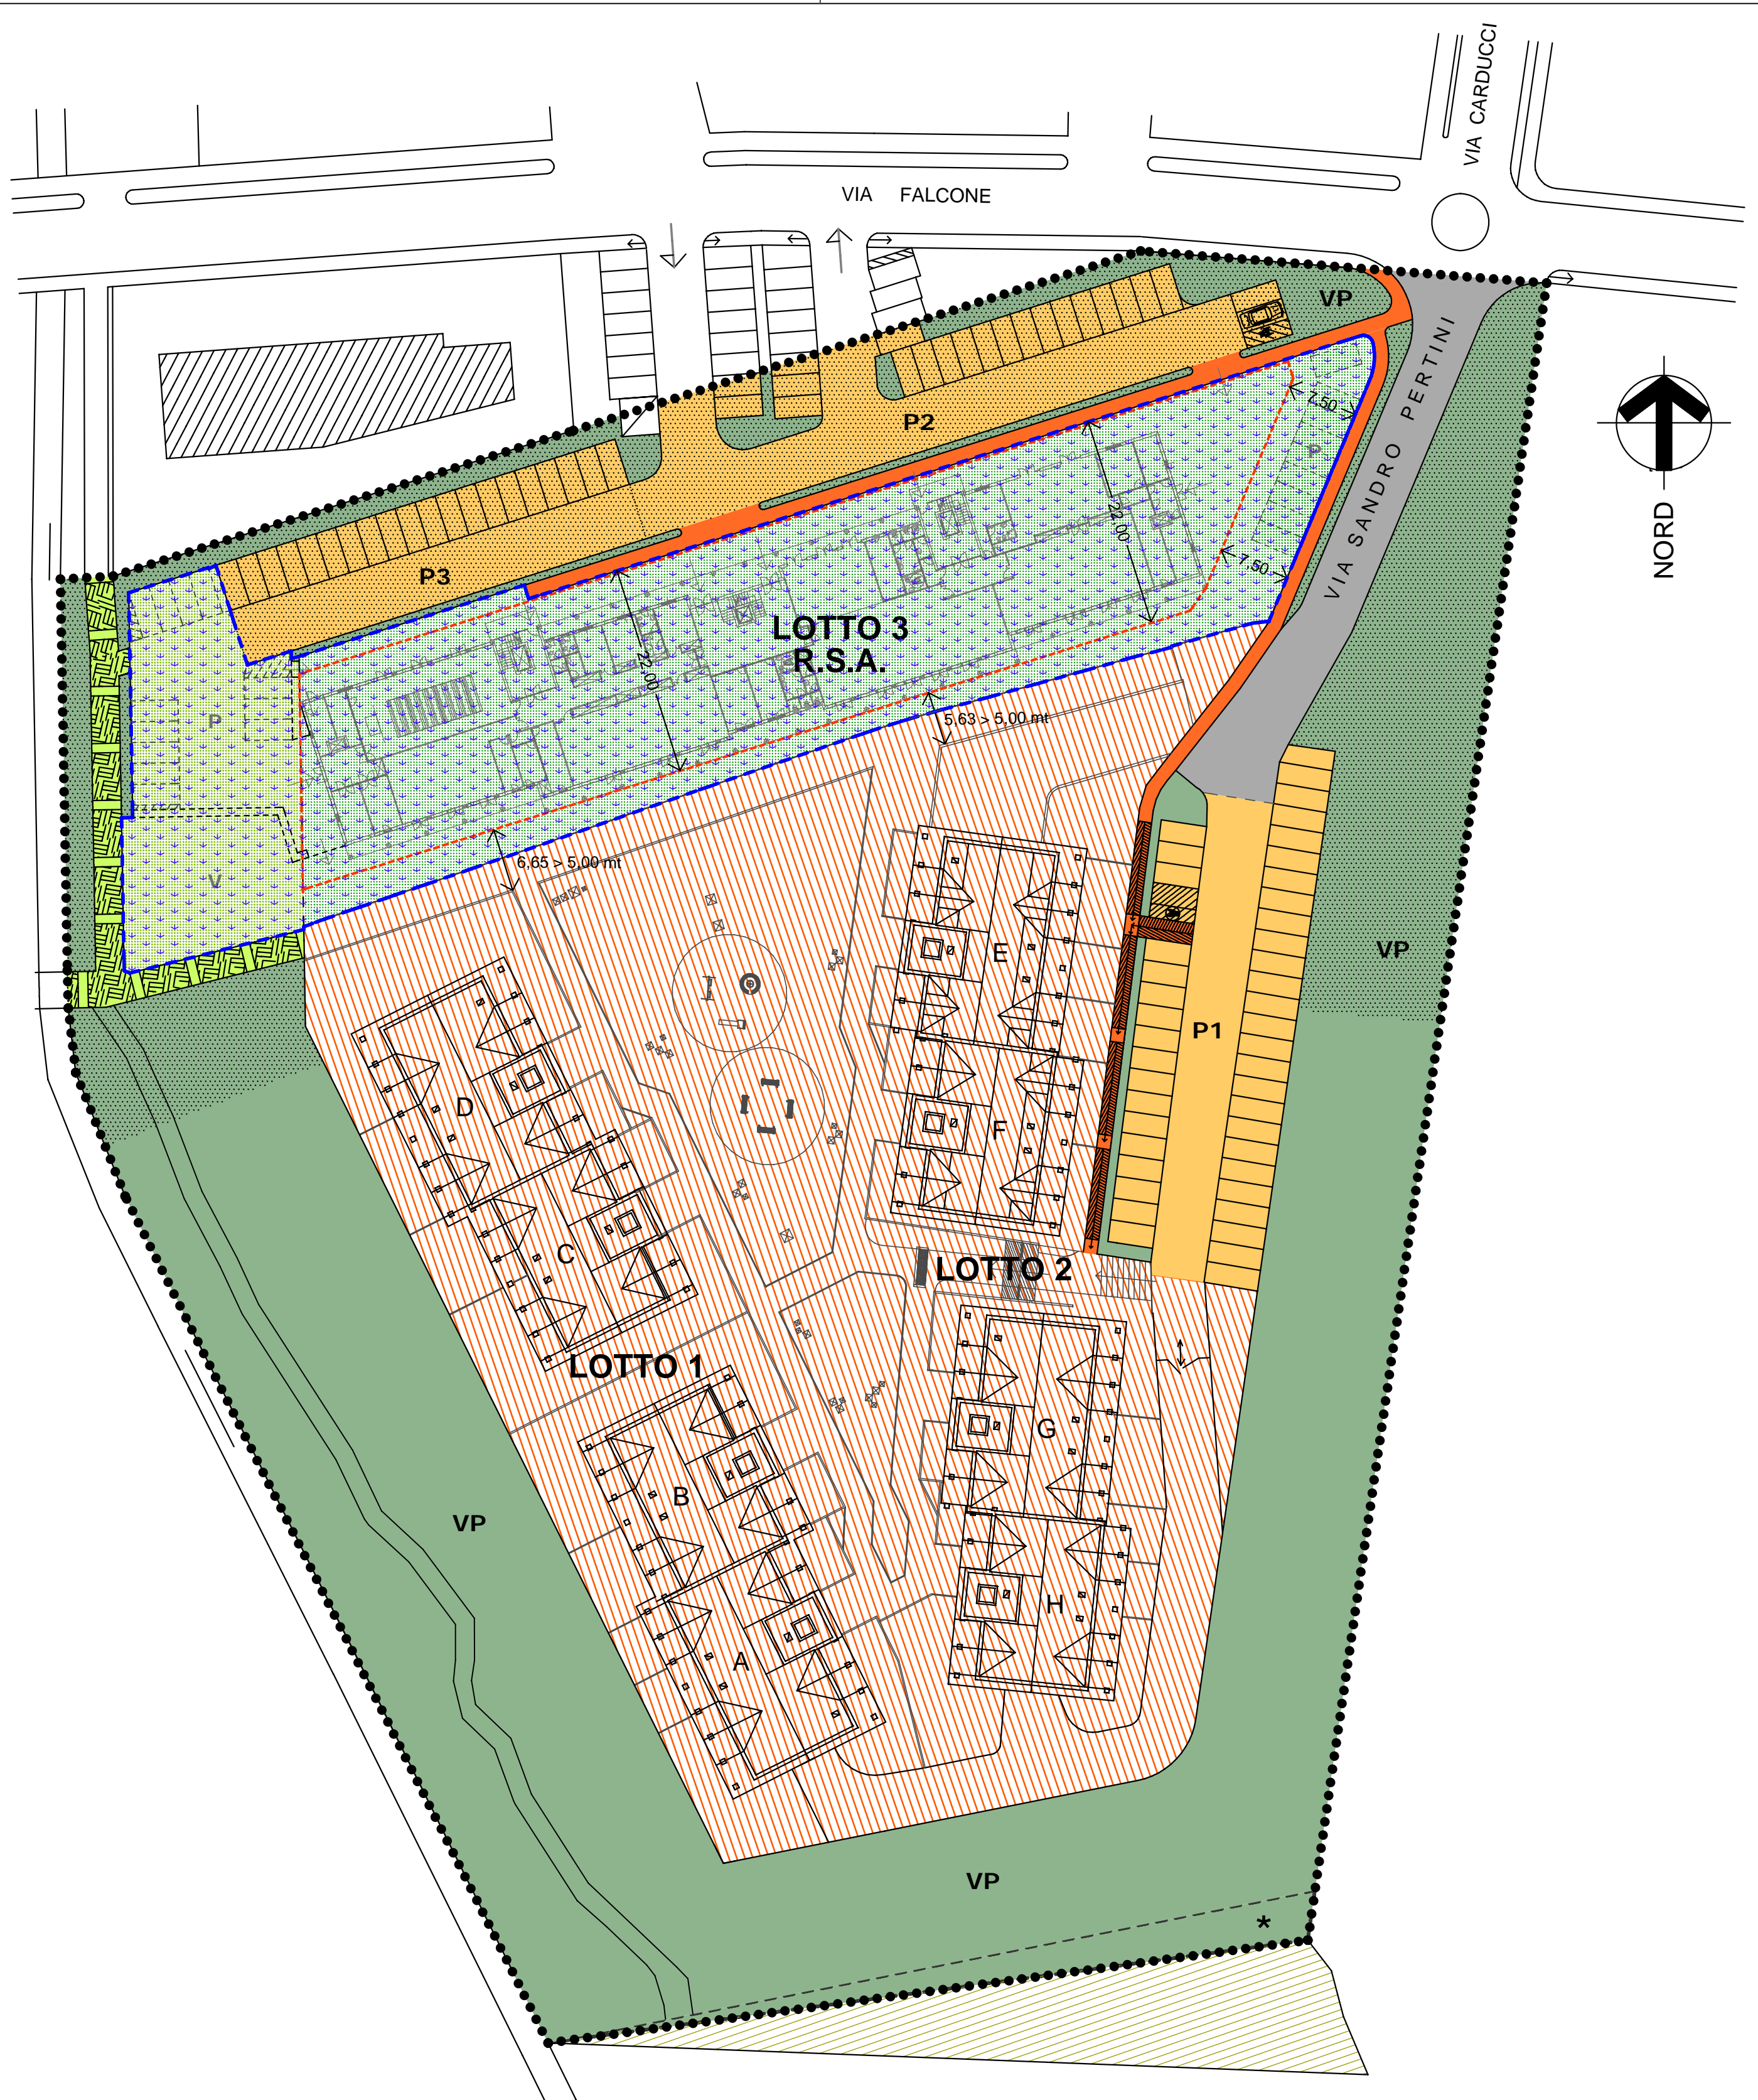 VIA CARDUCCI
VIA FALCONE
VP
7.50
P2
P
VIA SANDRO PERTINI
NORD
22.00
7.50
P3
LOTTO 3
R.S.A.
22.00
P
5,63 > 5,00 mt
6,65 > 5,00 mt
V
E
VP
P1
D
F
C
LOTTO 2
LOTTO 1
G
B
VP
H
A
VP
*